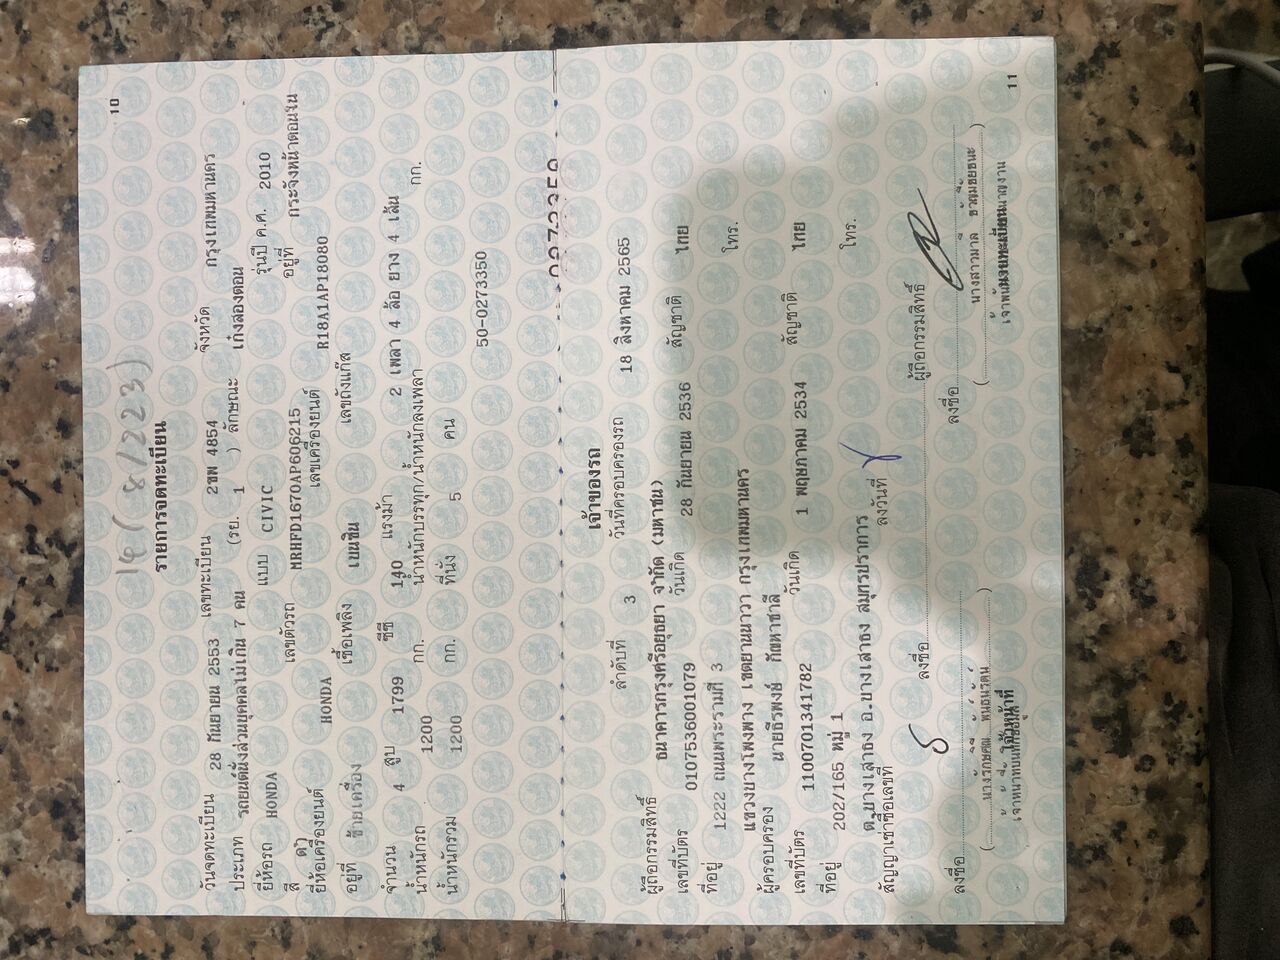 10
14 (8/223)
รายการจดทะเบียน
วันจดทะเบียน 28 กันยายน 2553 เลขทะเบียน 2ขพ 4854 จังหวัด กรุงเทพมหานคร
ประเภท รถยนต์นั่งส่วนบุคคลไม่เกิน 7 คน (รย. 1 ) ลักษณะ เก๋งสองตอน
ยี่ห้อรถ HONDA แบบ CIVIC รุ่นปี ค.ศ. 2010
สี ดำ เลขตัวรถ MRHFD1670AP606215 อยู่ที่ กระจังหน้าตอนใน
ยี่ห้อเครื่องยนต์ HONDA เลขเครื่องยนต์ R18A1AP18080
อยู่ที่ ซ้ายเครื่อง เชื้อเพลิง เบนซิน เลขถังแก๊ส
จำนวน 4 สูบ 1799 ซีซี 140 แรงม้า 2 เพลา 4 ล้อ ยาง 4 เส้น
น้ำหนักรถ 1200 กก. น้ำหนักบรรทุก/น้ำหนักลงเพลา กก.
น้ำหนักรวม 1200 กก. ที่นั่ง 5 คน
50-0273350
เจ้าของรถ
ลำดับที่ 3 วันที่ครอบครองรถ 18 สิงหาคม 2565
ผู้ถือกรรมสิทธิ์ ธนาคารกรุงศรีอยุธยา จำกัด (มหาชน)
เลขที่บัตร 0107536001079 วันเกิด 28 กันยายน 2536 สัญชาติ ไทย
ที่อยู่ 1222 ถนนพระรามที่ 3 โทร.
แขวงบางโพงพาง เขตยานนาวา กรุงเทพมหานคร
ผู้ครอบครอง นายธีรพงษ์ กัณหาชาลี
เลขที่บัตร 1100701341782 วันเกิด 1 พฤษภาคม 2534 สัญชาติ ไทย
ที่อยู่ 202/165 หมู่ 1 โทร.
ต.บางเสาธง อ.บางเสาธง สมุทรปราการ
สัญญาเช่าซื้อเลขที่ ลงวันที่
ลงชื่อ ผู้ถือกรรมสิทธิ์
ลงชื่อ ลงชื่อ
11